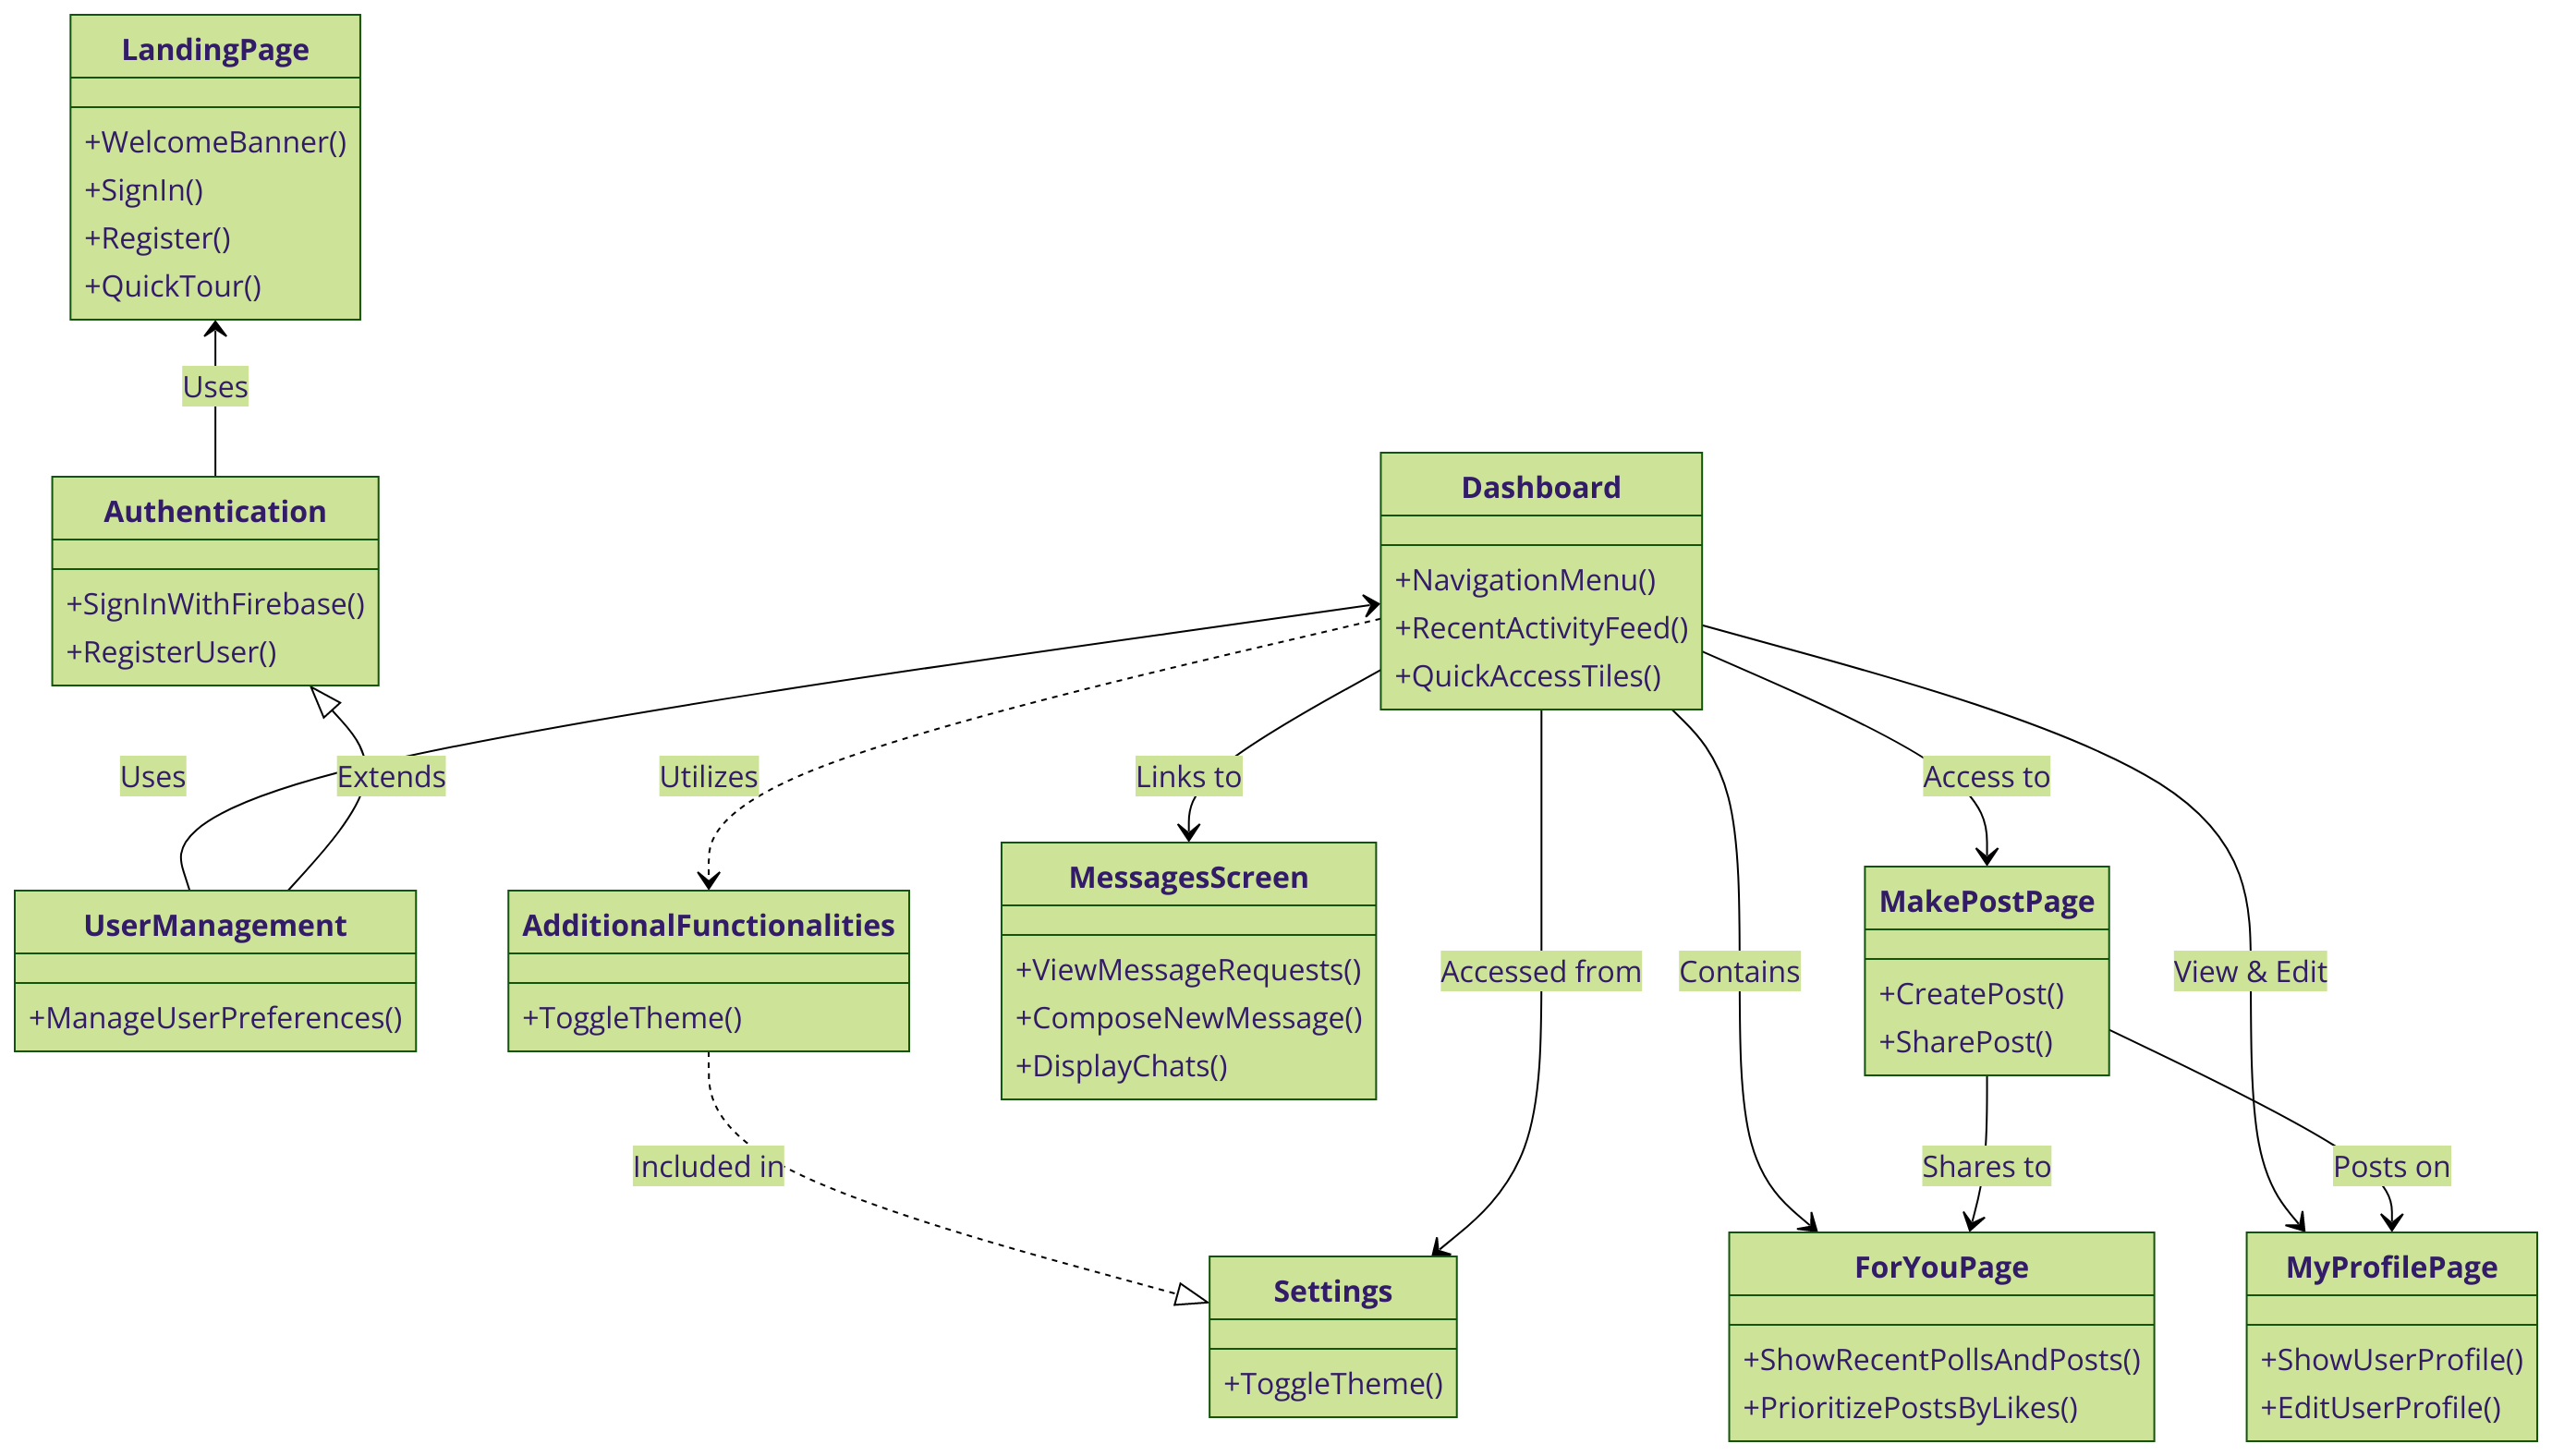 LandingPage
+WelcomeBanner()
+SignIn()
+Register()
+QuickTour()
Uses
Authentication
+SignInWithFirebase()
+RegisterUser()
Dashboard
+NavigationMenu()
+RecentActivityFeed()
+QuickAccessTiles()
Uses
Extends
Utilizes
Links to
Access to
UserManagement
+ManageUserPreferences()
AdditionalFunctionalities
+ToggleTheme()
MessagesScreen
+ViewMessageRequests()
+ComposeNewMessage()
+DisplayChats()
Accessed from
Contains
MakePostPage
+CreatePost()
+SharePost()
View & Edit
Included in
Shares to
Posts on
Settings
+ToggleTheme()
ForYouPage
+ShowRecentPollsAndPosts()
+PrioritizePostsByLikes()
MyProfilePage
+ShowUserProfile()
+EditUserProfile()